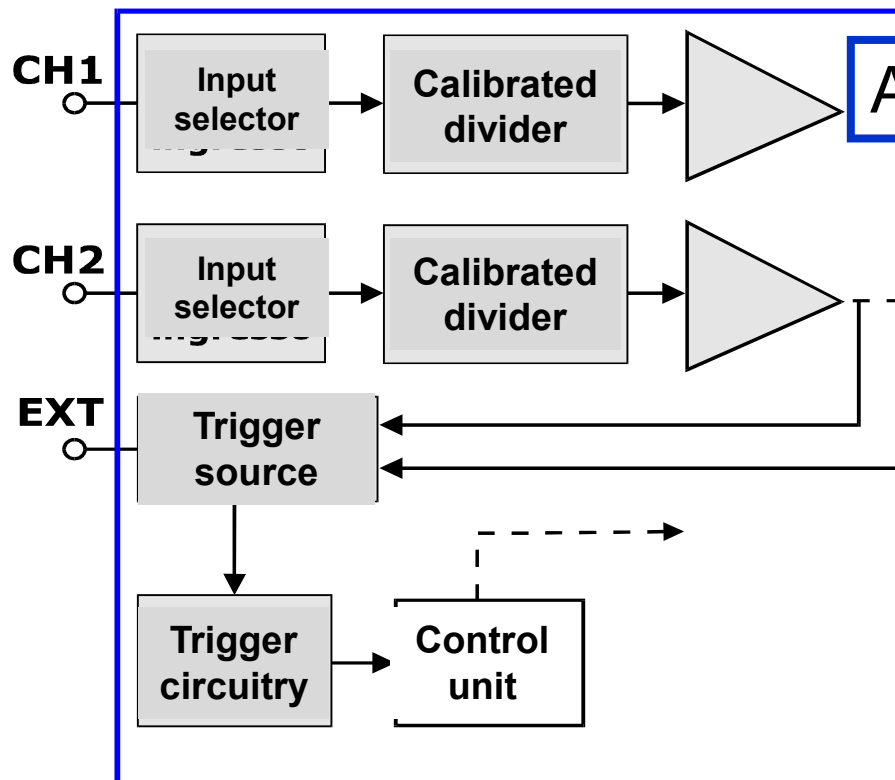 CH1
Input
selector
Calibrated
divider
A
CH2
Input
selector
Calibrated
divider
EXT
Trigger
source
Trigger
circuitry
Control
unit